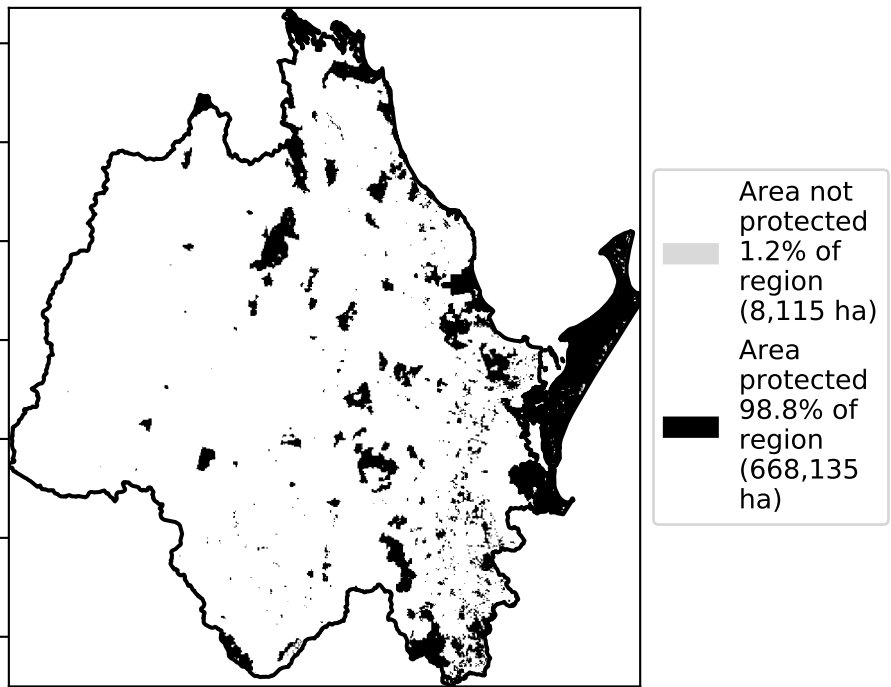 Area not
protected
1.2% of
region
(8,115 ha)
Area
protected
98.8% of
region
(668,135
ha)